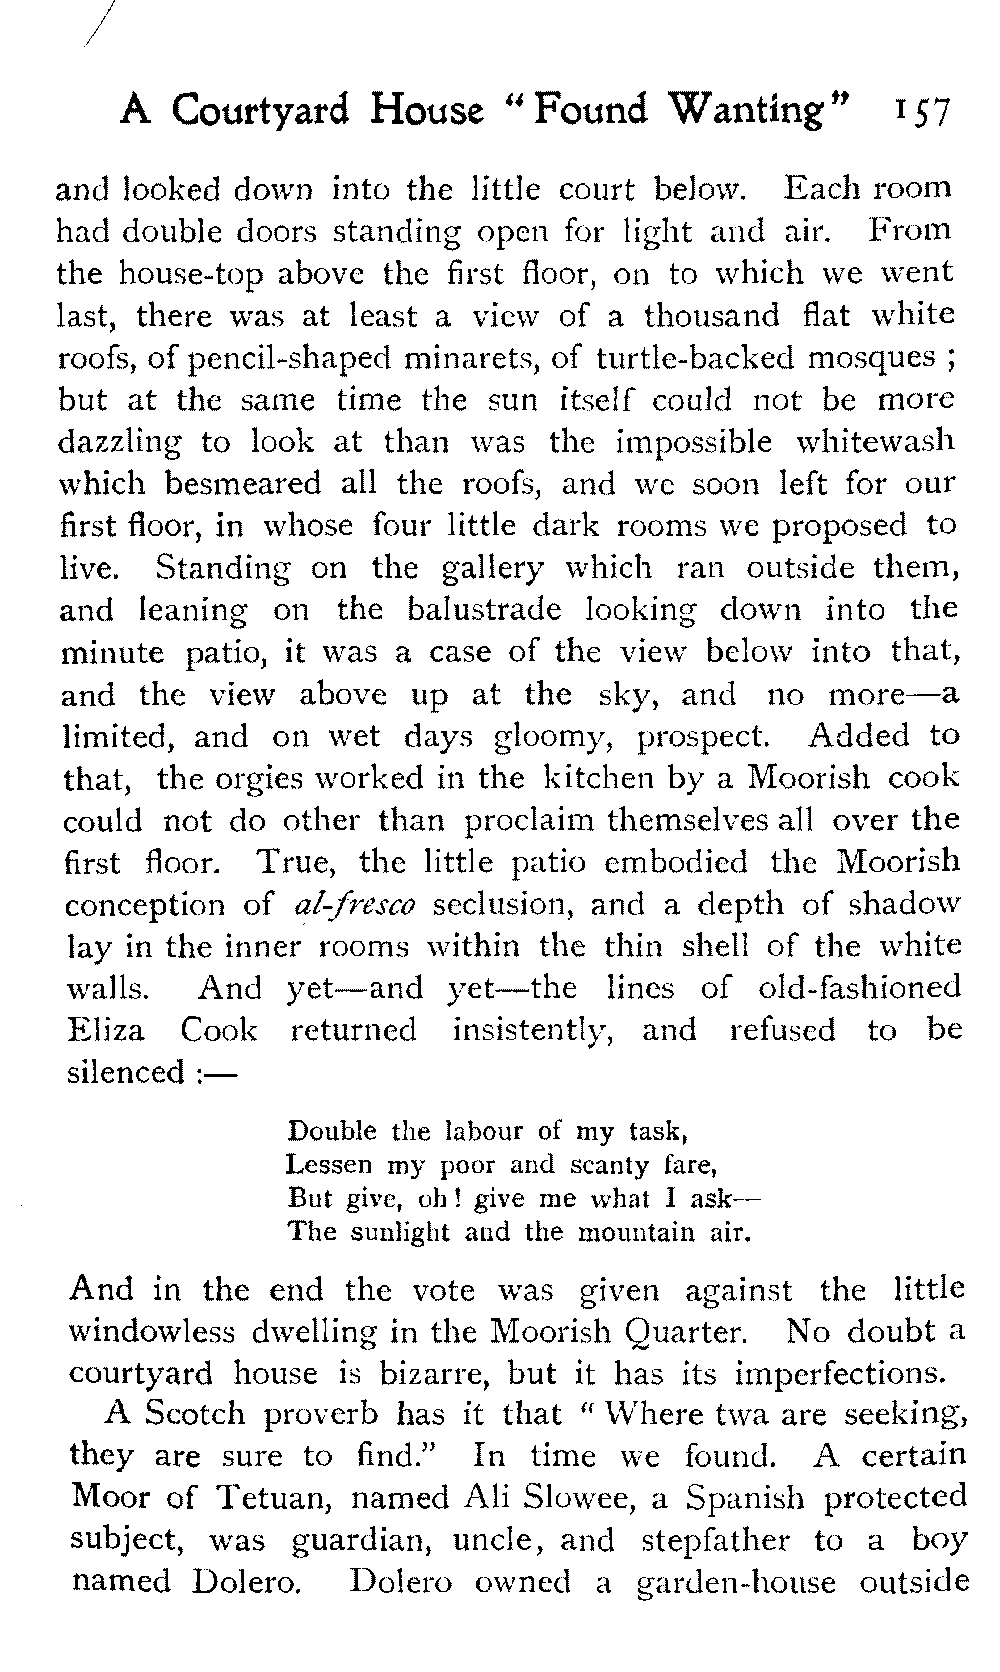 A Courtyard House “Found Wanting” 157
and looked down into the little court below. Each room
had double doors standing open for light and air. From
the house-top above the first floor, on to which we went
last, there was at least a view of a thousand flat white
roofs, of pencil-shaped minarets, of turtle-backed mosques ;
but at the same time the sun itself could not be more
dazzling to look at than was the impossible whitewash
which besmeared all the roofs, and we soon left for our
first floor, in whose four little dark rooms we proposed to
live. Standing on the gallery which ran outside them,
and leaning on the balustrade looking down into the
minute patio, it was a case of the view below into that,
and the view above up at the sky, and no more—a
limited, and on wet days gloomy, prospect. Added to
that, the orgies worked in the kitchen by a Moorish cook
could not do other than proclaim themselves all over the
first floor. True, the little patio embodied the Moorish
conception of al-fresco seclusion, and a depth of shadow
lay in the inner rooms within the thin shell of the white
walls. And yet—and yet—the lines of old-fashioned
Eliza Cook returned insistently, and refused to be
silenced :—
Double the labour of my task,
Lessen my poor and scanty fare,
But give, oh! give me what I ask—
The sunlight and the mountain air.
And in the end the vote was given against the little
windowless dwelling in the Moorish Quarter. No doubt a
courtyard house is bizarre, but it has its imperfections.
A Scotch proverb has it that “ Where twa are seeking,
they are sure to find.” In time we found. A certain
Moor of Tetuan, named Ali Slowee, a Spanish protected
subject, was guardian, uncle, and stepfather to a boy
named Dolero. Dolero owned a garden-house outside